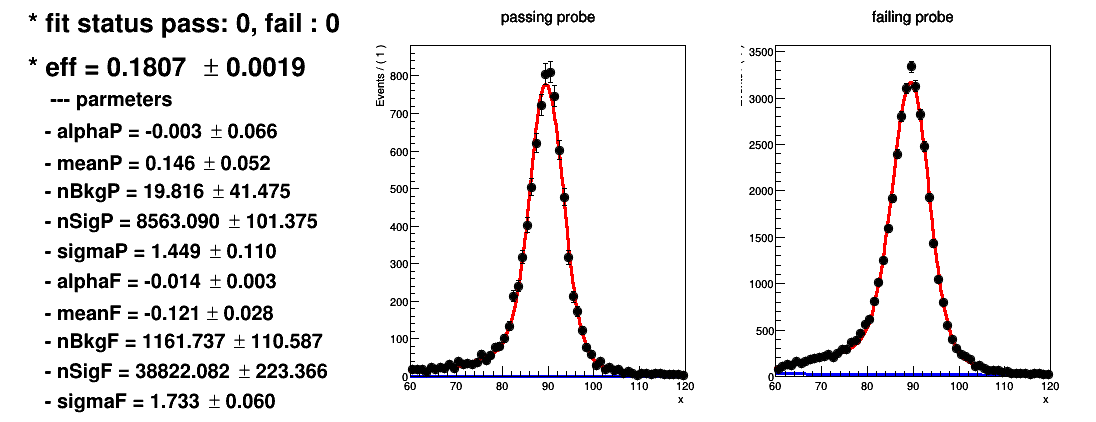 * fit status pass: 0, fail : 0
* eff = 0.1807 ± 0.0019
--- parmeters
- alphaP = -0.003 ± 0.066
- meanP = 0.146 ± 0.052
- nBkgP = 19.816 ± 41.475
- nSigP = 8563.090 ± 101.375
- sigmaP = 1.449 ± 0.110
- alphaF = -0.014 ± 0.003
- meanF = -0.121 ± 0.028
- nBkgF = 1161.737 ± 110.587
- nSigF = 38822.082 ± 223.366
- sigmaF = 1.733 ± 0.060
passing probe
Events / ( 1 )
800
700
600
500
400
300
200
100
0
60 70 80 90 100 110 120
x
failing probe
3500
3000
2500
2000
1500
1000
500
0
60 70 80 90 100 110 120
x